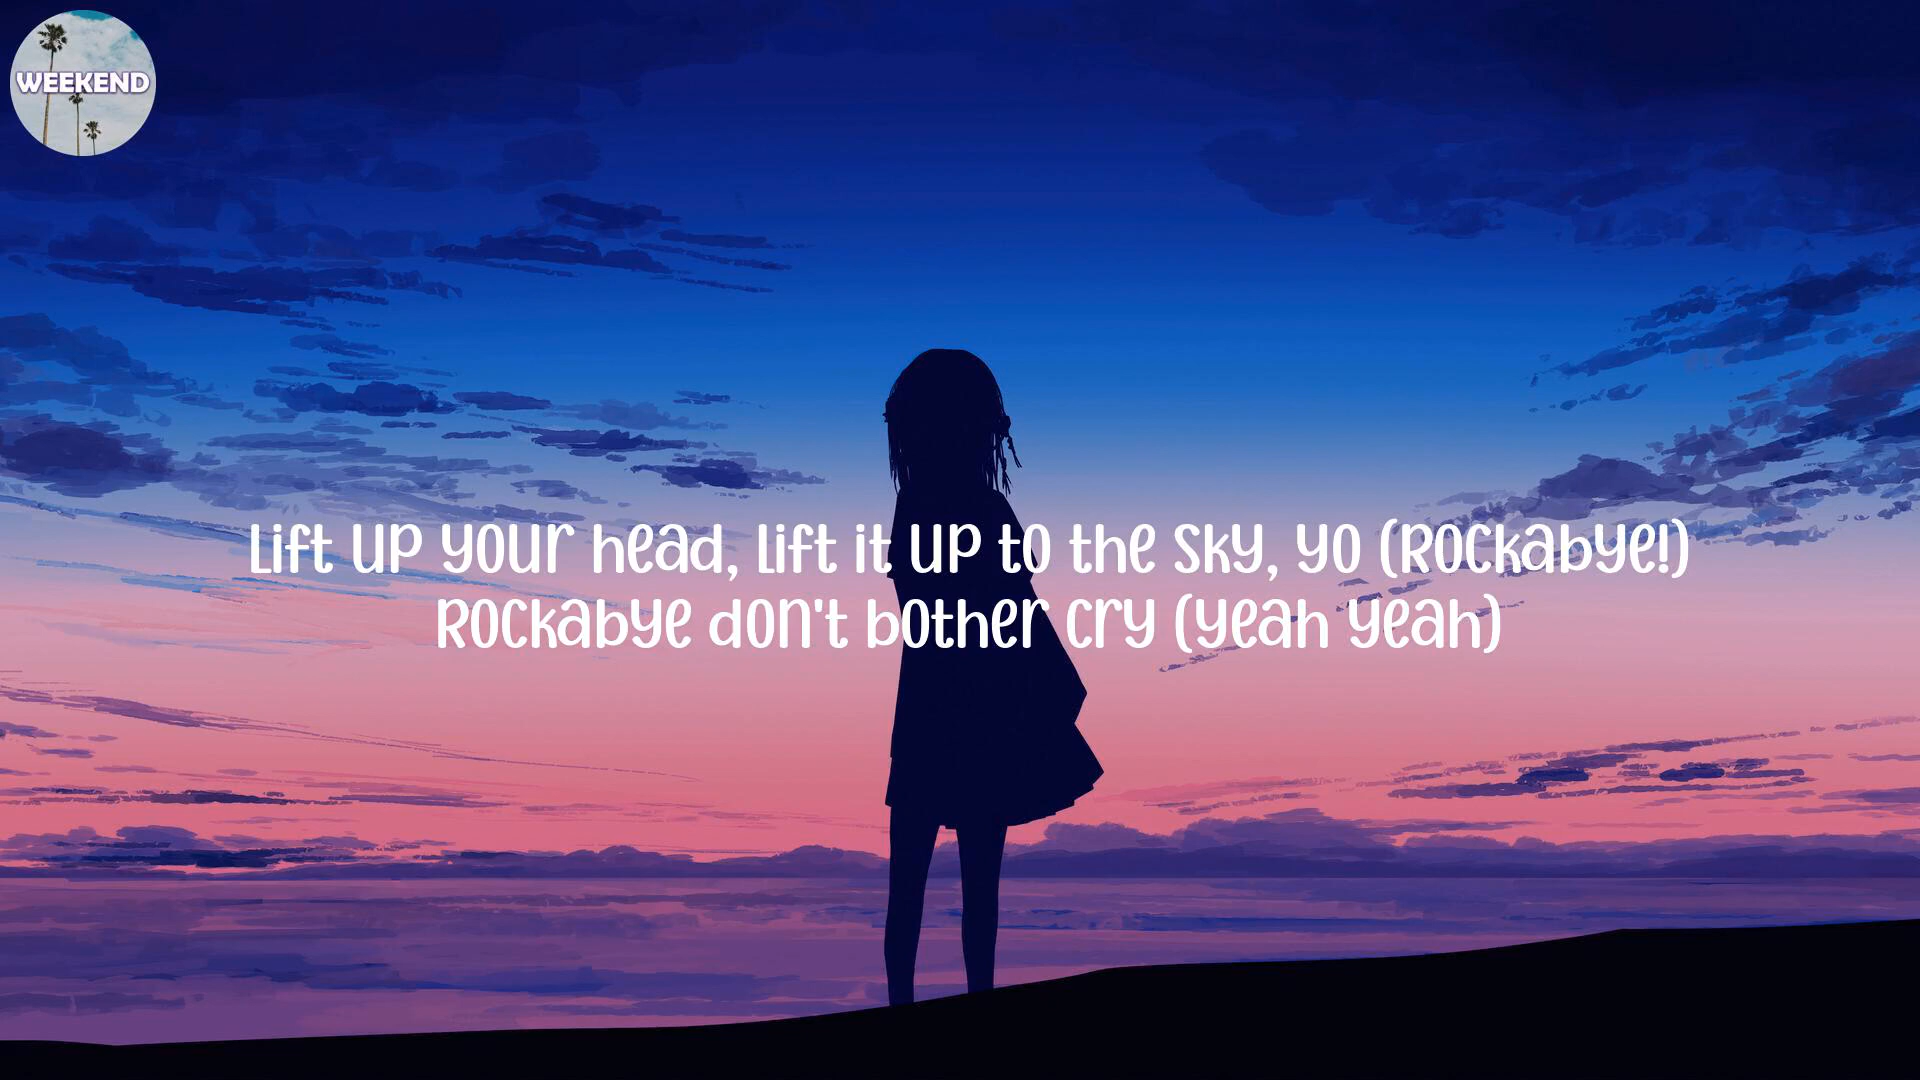 WEEKEND
Lift up your head, lift it up to the sky, yo (Rockabye!)
Rockabye don't bother cry (yeah yeah)